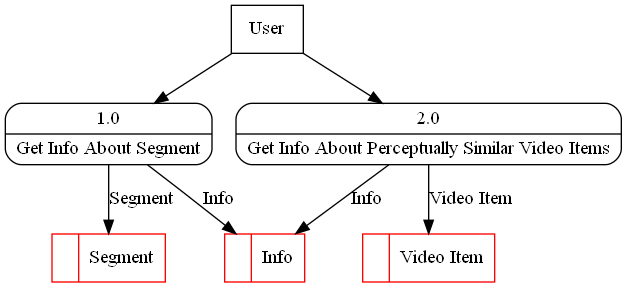 User
1.0
Get Info About Segment
2.0
Get Info About Perceptually Similar Video Items
Segment
Info
Info
Video Item
Segment
Info
Video Item